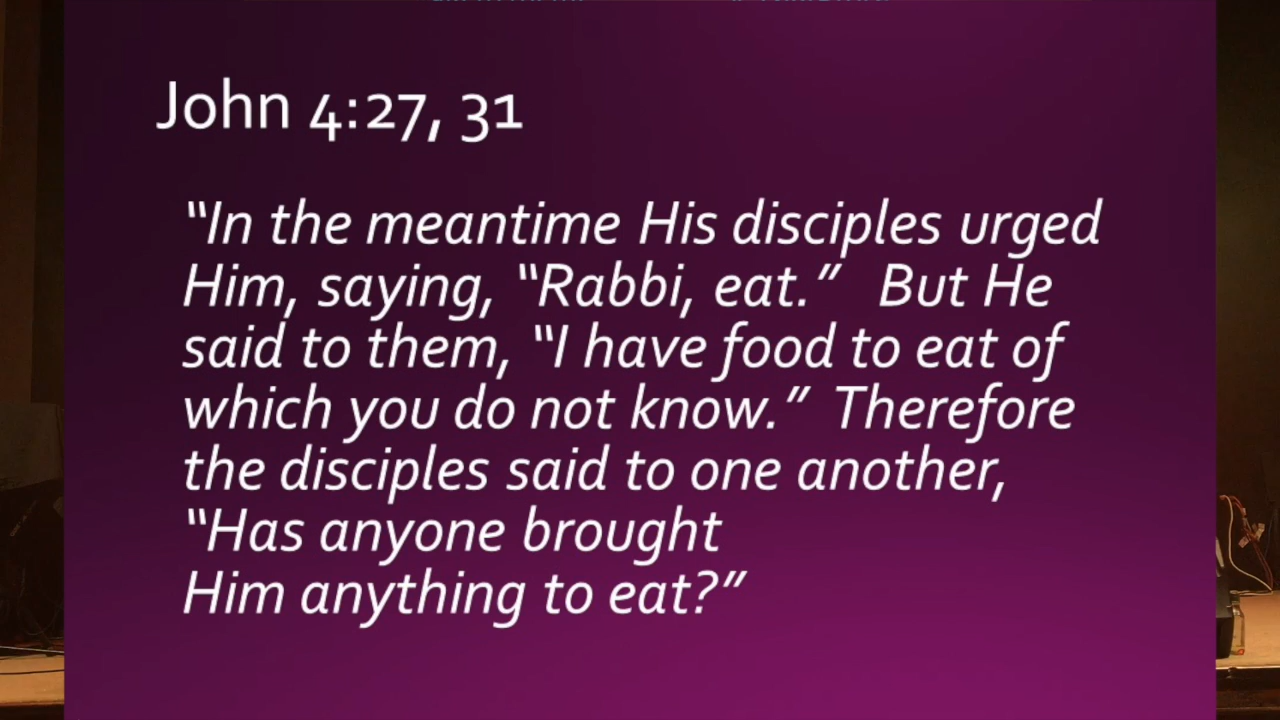 John 4:27, 31
“In the meantime His disciples urged
Him, saying, “Rabbi, eat.” But He
said to them, “I have food to eat of
which you do not know.” Therefore
the disciples said to one another,
“Has anyone brought
Him anything to eat?”